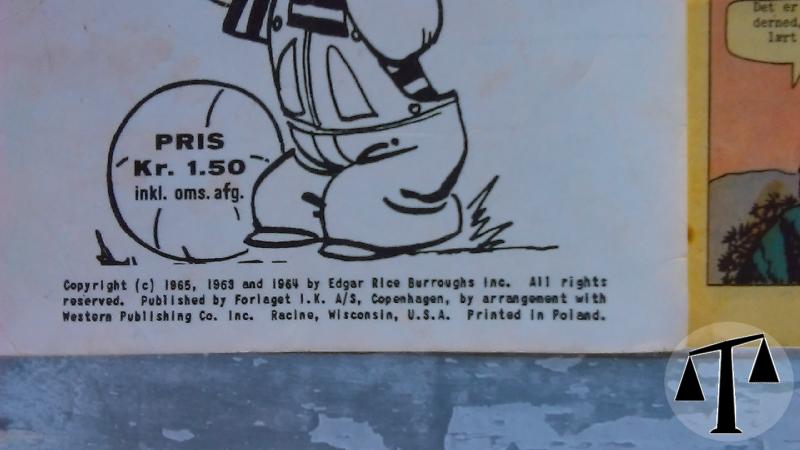 Det er
derned,
lært
PRIS
Kr. 1.50
inkl. oms. afg.
Copyright (c) 1965, 1963 and 1964 by Edgar Rice Burroughs Inc. All rights
reserved. Published by Forlaget I.K. A/S, Copenhagen, by arrangement with
Western Publishing Co. Inc. Racine, Wisconsin, U.S.A. Printed in Poland.